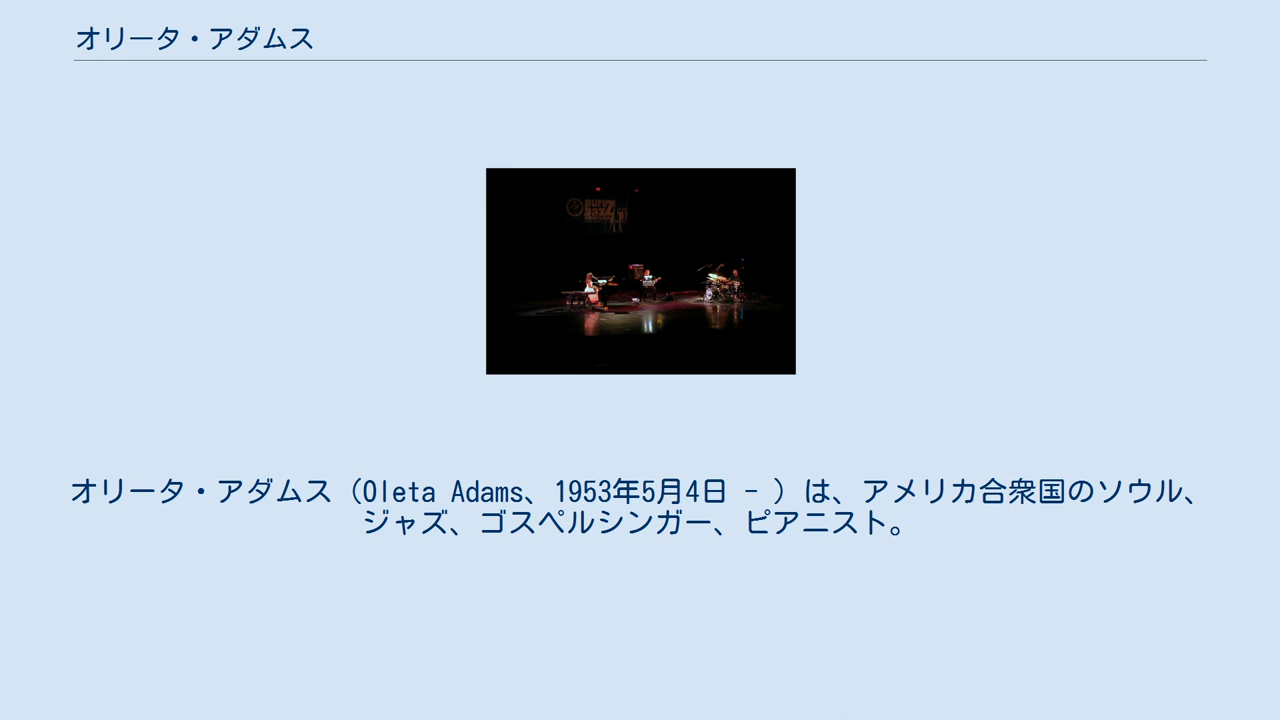 オリータ・アダムス
オリータ・アダムス（Oleta Adams、1953年5月4日 - ）は、アメリカ合衆国のソウル、
ジャズ、ゴスペルシンガー、ピアニスト。